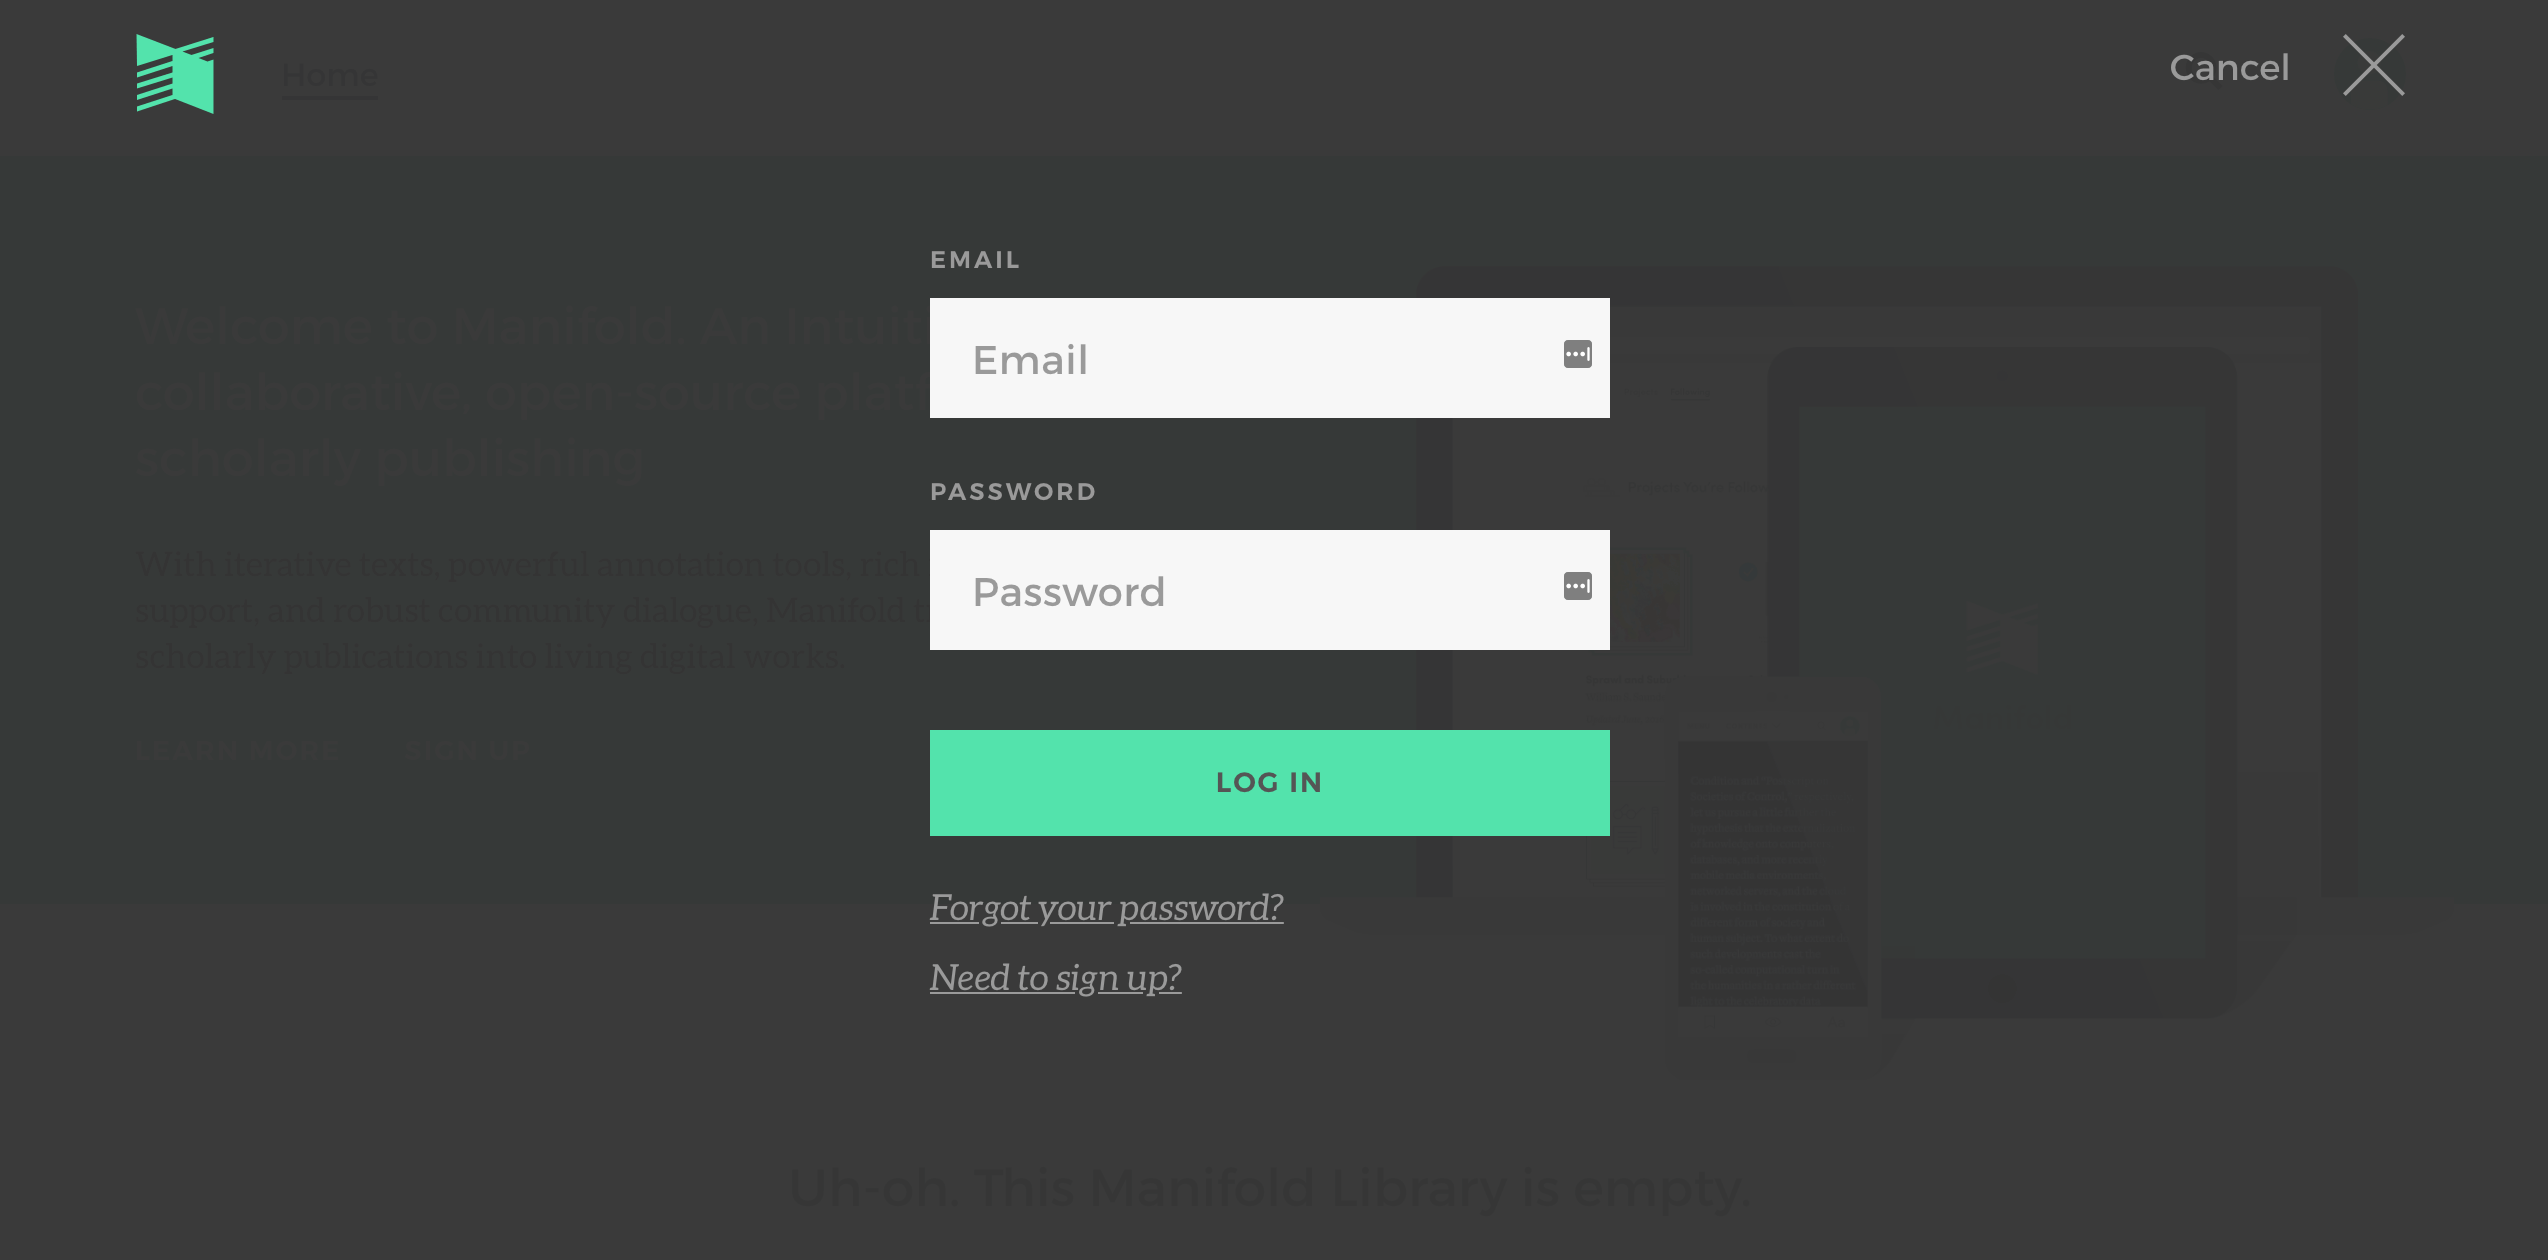 Home
Cancel
EMAIL
Email
Welcome to Manifold. An Intuit
collaborative, open-source platf
scholarly publishing
PASSWORD
Password
With iterative texts, powerful annotation tools, rich
support, and robust community dialogue, Manifold t
scholarly publications into living digital works.
LEARN MORE
SIGN UP
LOG IN
Forgot your password?
Need to sign up?
Uh-oh. This Manifold Library is empty.